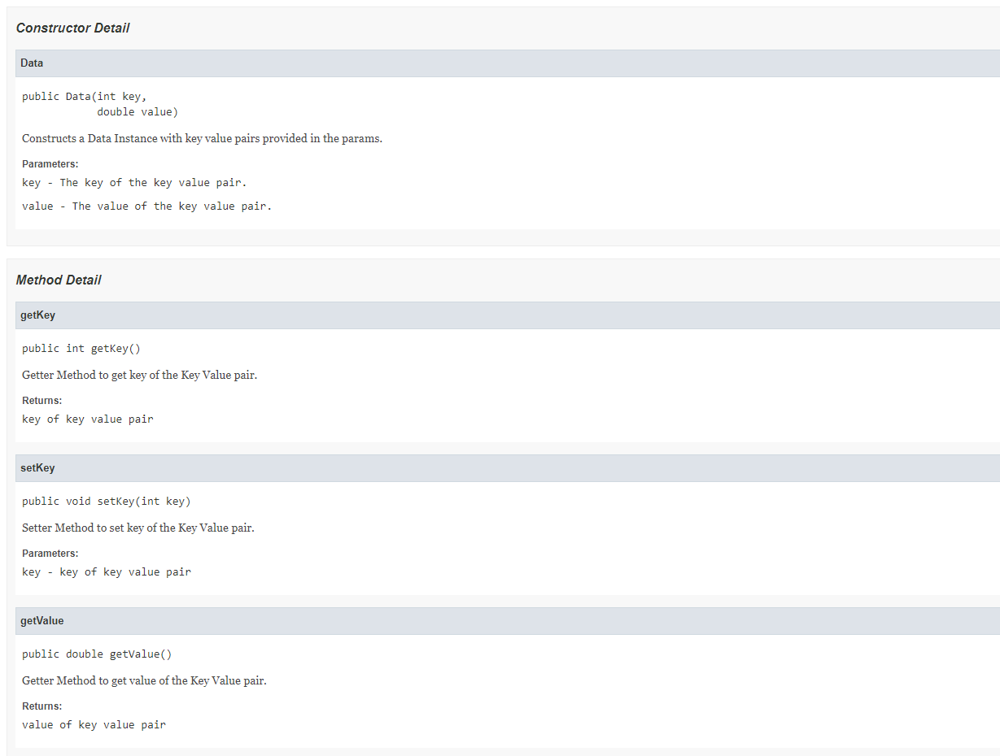 Constructor Detail
Data
public Data(int key,
            double value)
Constructs a Data Instance with key value pairs provided in the params.
Parameters:
key - The key of the key value pair.
value - The value of the key value pair.
Method Detail
getKey
public int getKey()
Getter Method to get key of the Key Value pair.
Returns:
key of key value pair
setKey
public void setKey(int key)
Setter Method to set key of the Key Value pair.
Parameters:
key - key of key value pair
getValue
public double getValue()
Getter Method to get value of the Key Value pair.
Returns:
value of key value pair